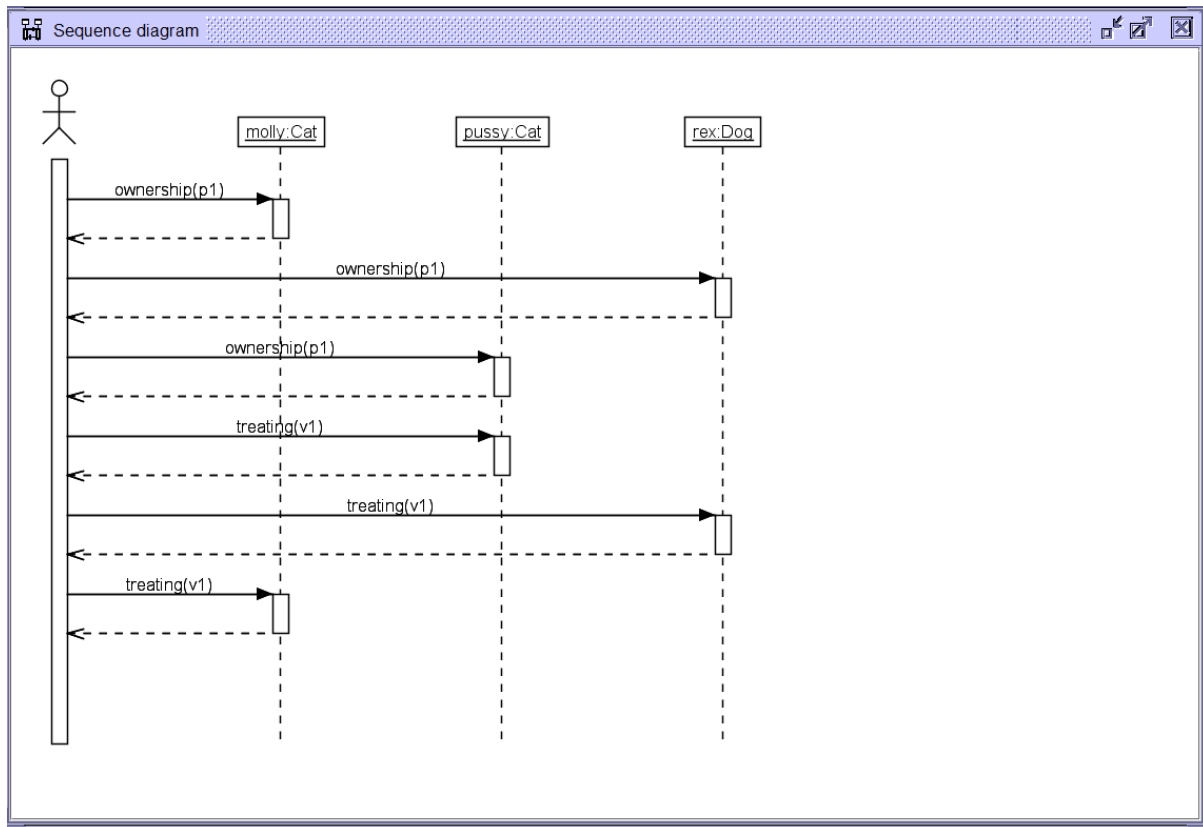 Sequence diagram
molly:Cat
pussy:Cat
rex:Dog
ownership(p1)
ownership(p1)
ownership(p1)
treating(v1)
treating(v1)
treating(v1)